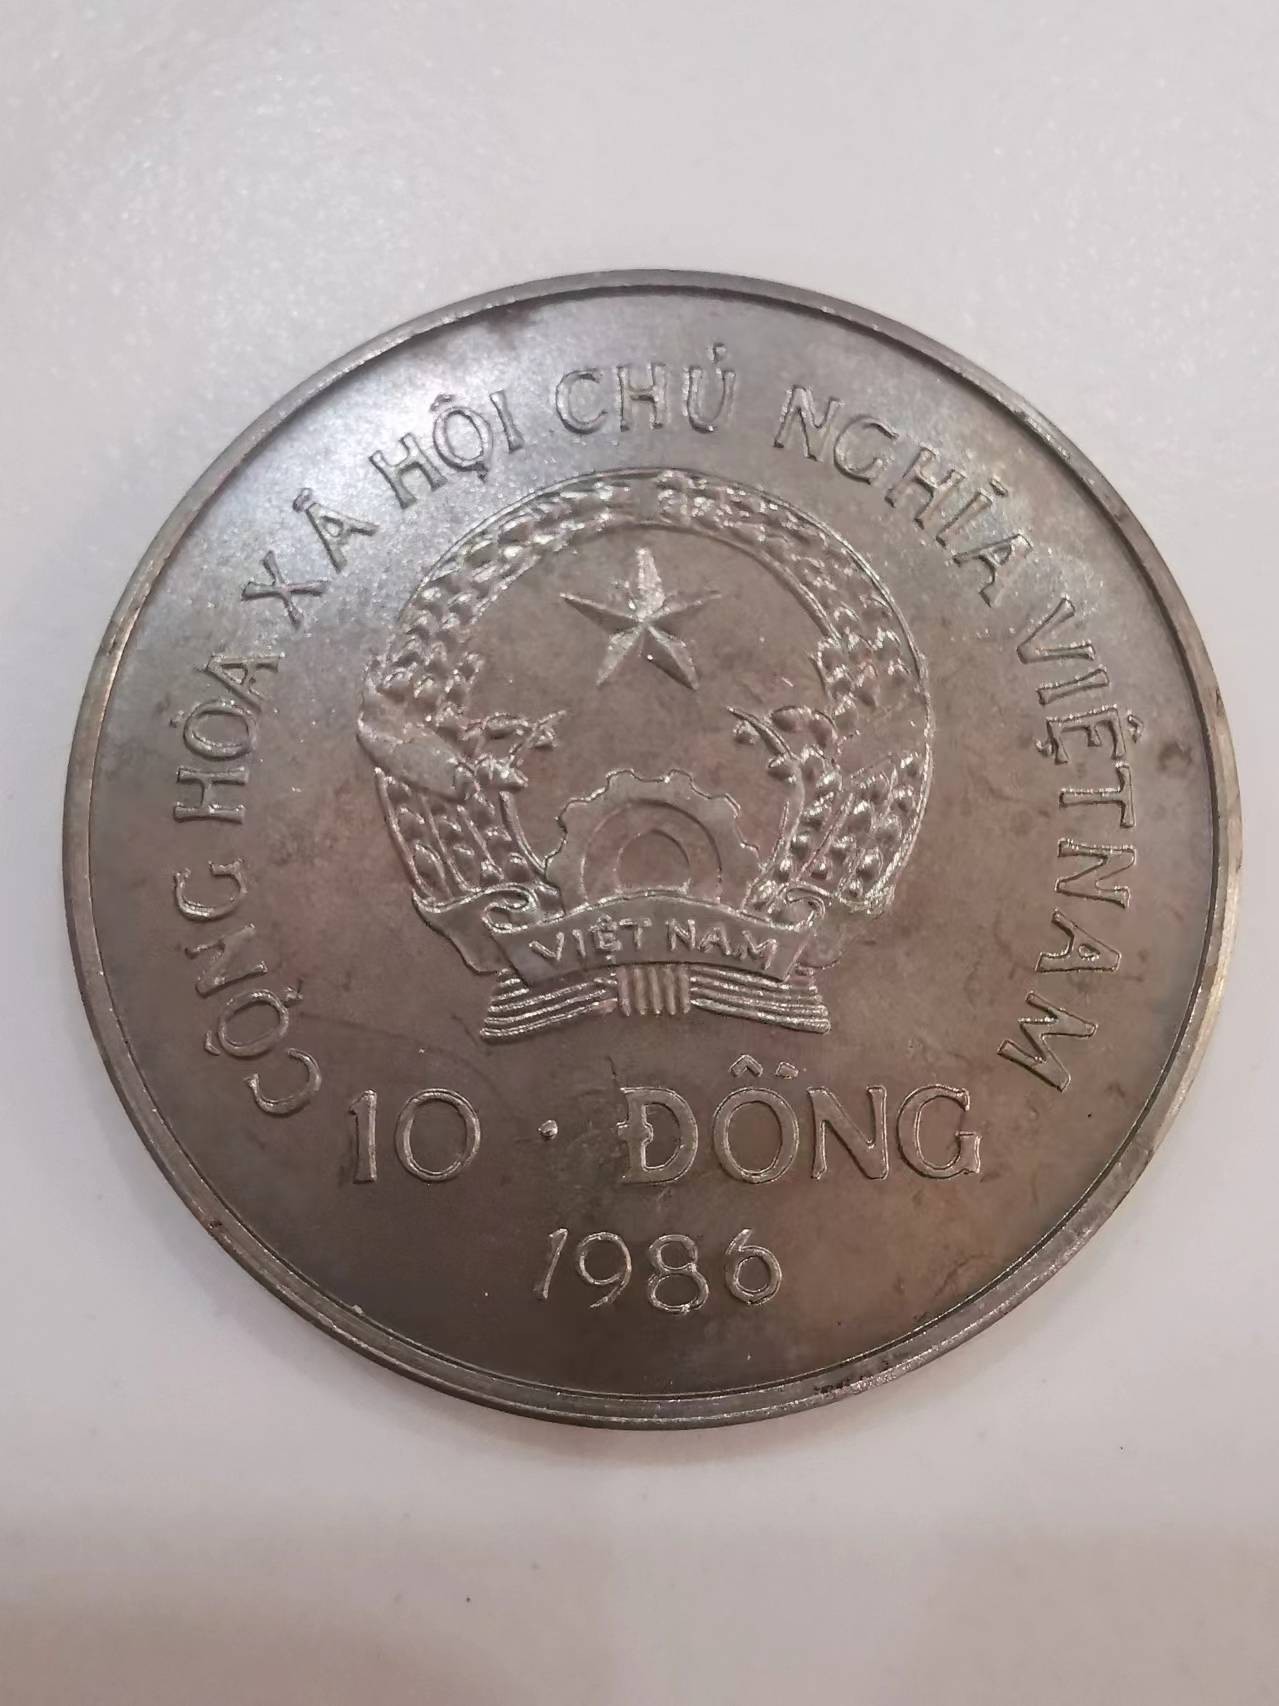 CỘNG HÒA XÃ HỘI CHỦ NGHĨA VIỆT NAM
VIỆT NAM
10 · ĐỒNG
1986